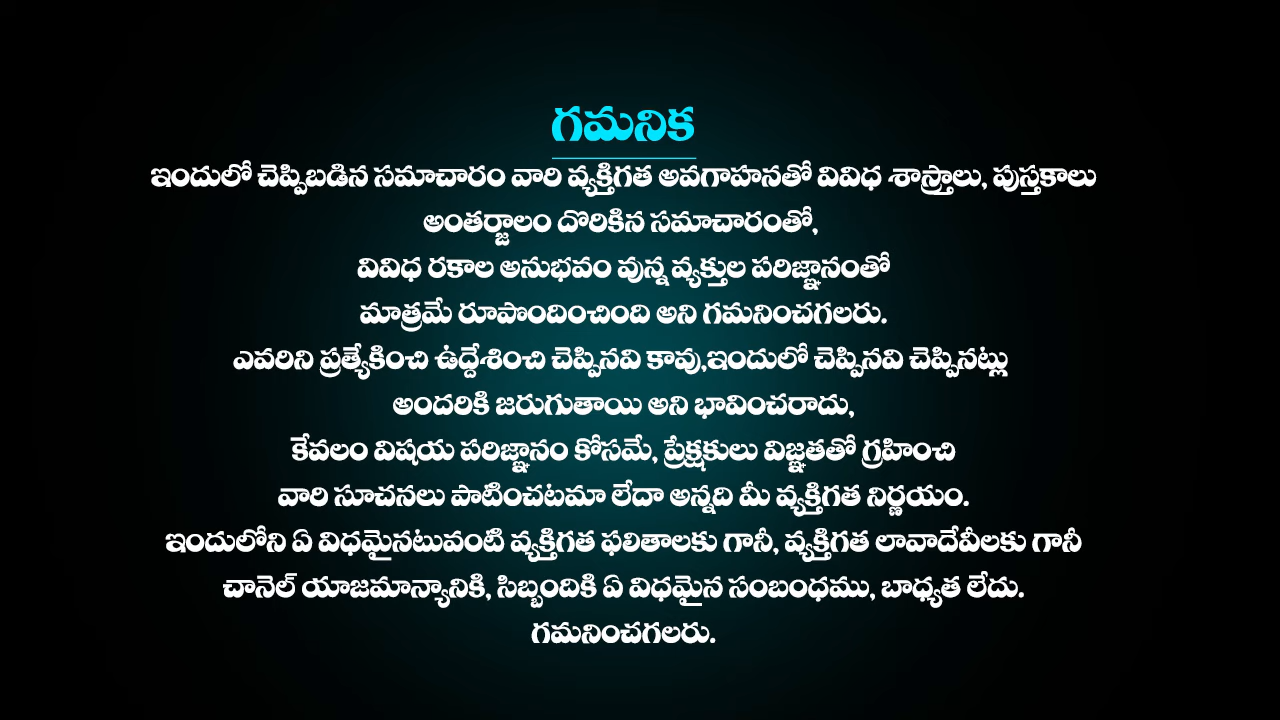 గమనిక
ఇందులో చెప్పిబడిన సమాచారం వారి వ్యక్తిగత అవగాహనతో వివిధ శాస్త్రాలు, పుస్తకాలు
అంతర్జాలం దొరికిన సమాచారంతో,
వివిధ రకాల అనుభవం వున్న వ్యక్తుల పరిజ్ఞానంతో
మాత్రమే రూపొందించింది అని గమనించగలరు.
ఎవరిని ప్రత్యేకించి ఉద్దేశించి చెప్పినవి కావు,ఇందులో చెప్పినవి చెప్పినట్లు
అందరికి జరుగుతాయి అని భావించరాదు,
కేవలం విషయ పరిజ్ఞానం కోసమే, ప్రేక్షకులు విజ్ఞతతో గ్రహించి
వారి సూచనలు పాటించటమా లేదా అన్నది మీ వ్యక్తిగత నిర్ణయం.
ఇందులోని ఏ విధమైనటువంటి వ్యక్తిగత ఫలితాలకు గానీ, వ్యక్తిగత లావాదేవీలకు గానీ
చానెల్ యాజమాన్యానికి, సిబ్బందికి ఏ విధమైన సంబంధము, బాధ్యత లేదు.
గమనించగలరు.